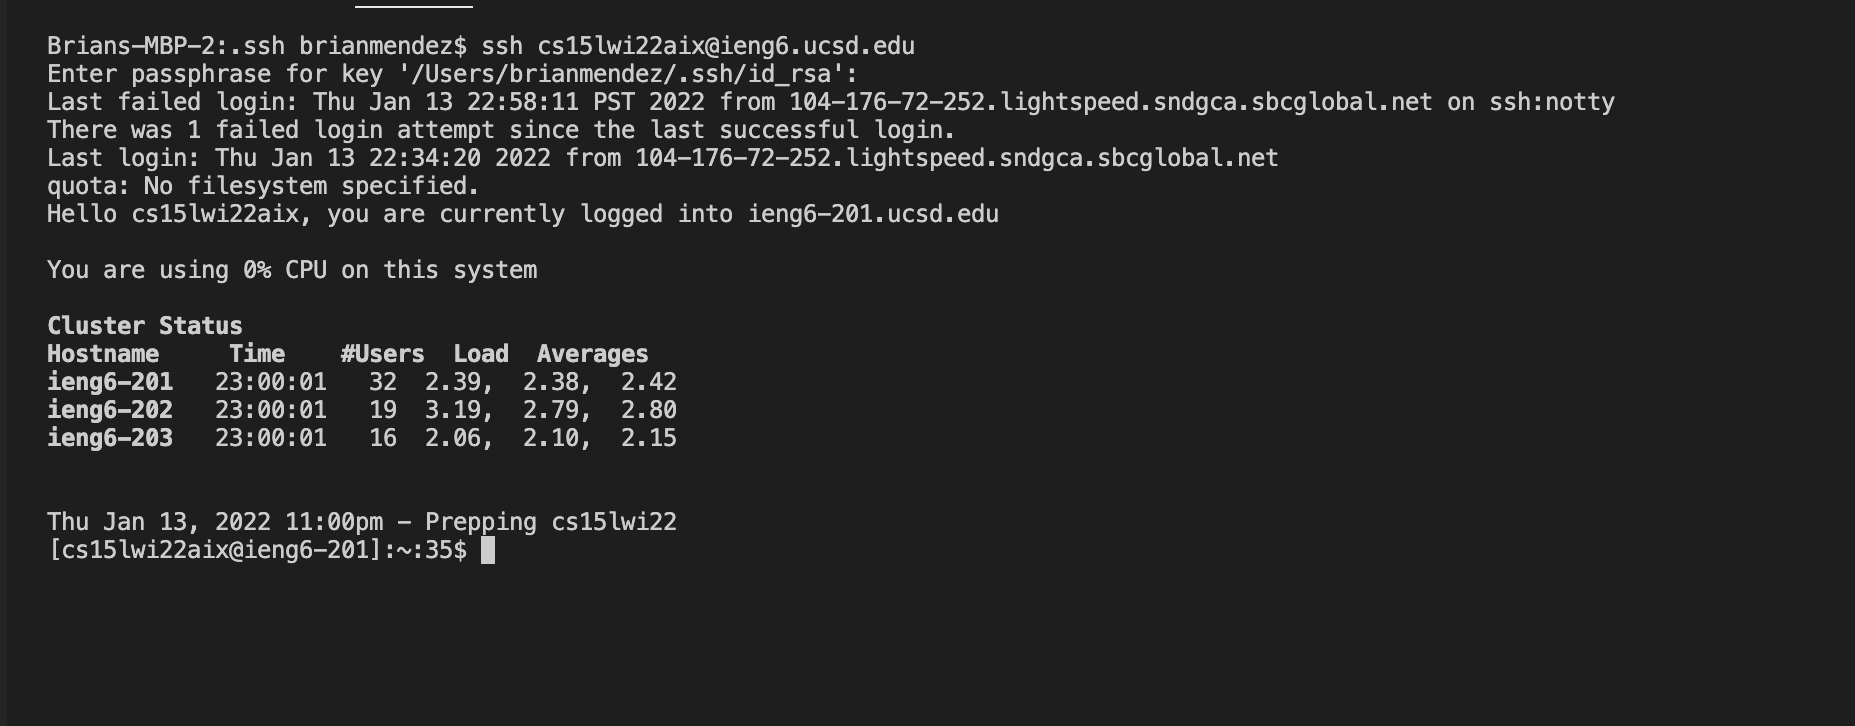 Brians-MBP-2:.ssh brianmendez$ ssh cs15lwi22aix@ieng6.ucsd.edu
Enter passphrase for key '/Users/brianmendez/.ssh/id_rsa':
Last failed login: Thu Jan 13 22:58:11 PST 2022 from 104-176-72-252.lightspeed.sndgca.sbcglobal.net on ssh:notty
There was 1 failed login attempt since the last successful login.
Last login: Thu Jan 13 22:34:20 2022 from 104-176-72-252.lightspeed.sndgca.sbcglobal.net
quota: No filesystem specified.
Hello cs15lwi22aix, you are currently logged into ieng6-201.ucsd.edu
You are using 0% CPU on this system
Cluster Status
Hostname     Time    #Users  Load  Averages
ieng6-201   23:00:01   32  2.39,  2.38,  2.42
ieng6-202   23:00:01   19  3.19,  2.79,  2.80
ieng6-203   23:00:01   16  2.06,  2.10,  2.15
Thu Jan 13, 2022 11:00pm - Prepping cs15lwi22
[cs15lwi22aix@ieng6-201]:~:35$